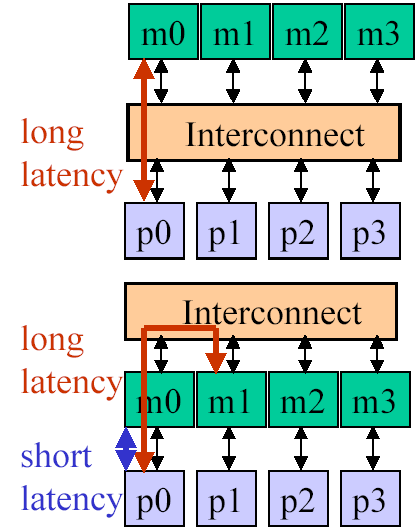 m0 m1 m2 m3
long
latency
Interconnect
p0 p1 p2 p3
Interconnect
long
latency
m0 m1 m2 m3
short
latency
p0 p1 p2 p3